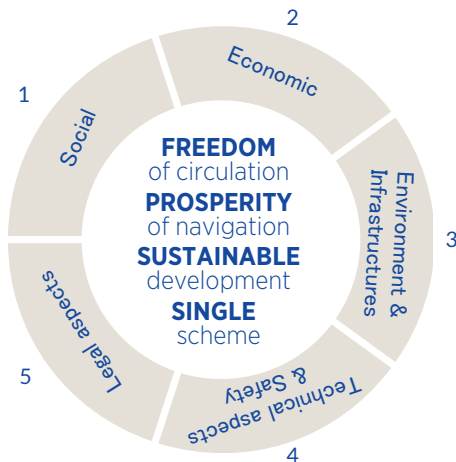 1
Social
2
Economic
3
Environment &
Infrastructures
4
Technical aspects
& Safety
5
Legal aspects
FREEDOM
of circulation
PROSPERITY
of navigation
SUSTAINABLE
development
SINGLE
scheme